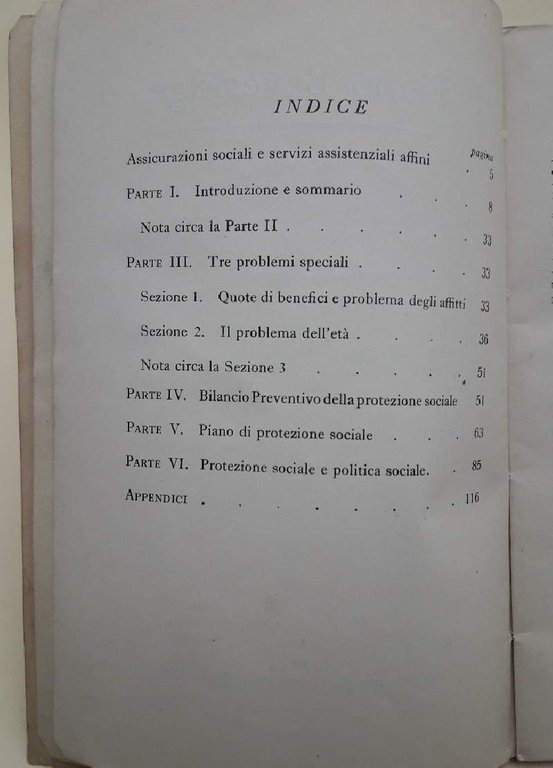 INDICE
pagina
Assicurazioni sociali e servizi assistenziali affini . 5
PARTE I. Introduzione e sommario . . . 8
Nota circa la Parte II . . . . . 33
PARTE III. Tre problemi speciali . . . . 33
Sezione 1. Quote di benefici e problema degli affitti 33
Sezione 2. Il problema dell'età . . . . 36
Nota circa la Sezione 3 . . . . . 51
PARTE IV. Bilancio Preventivo della protezione sociale 51
PARTE V. Piano di protezione sociale . . . 63
PARTE VI. Protezione sociale e politica sociale. . 85
APPENDICI . . . . . . . . 116